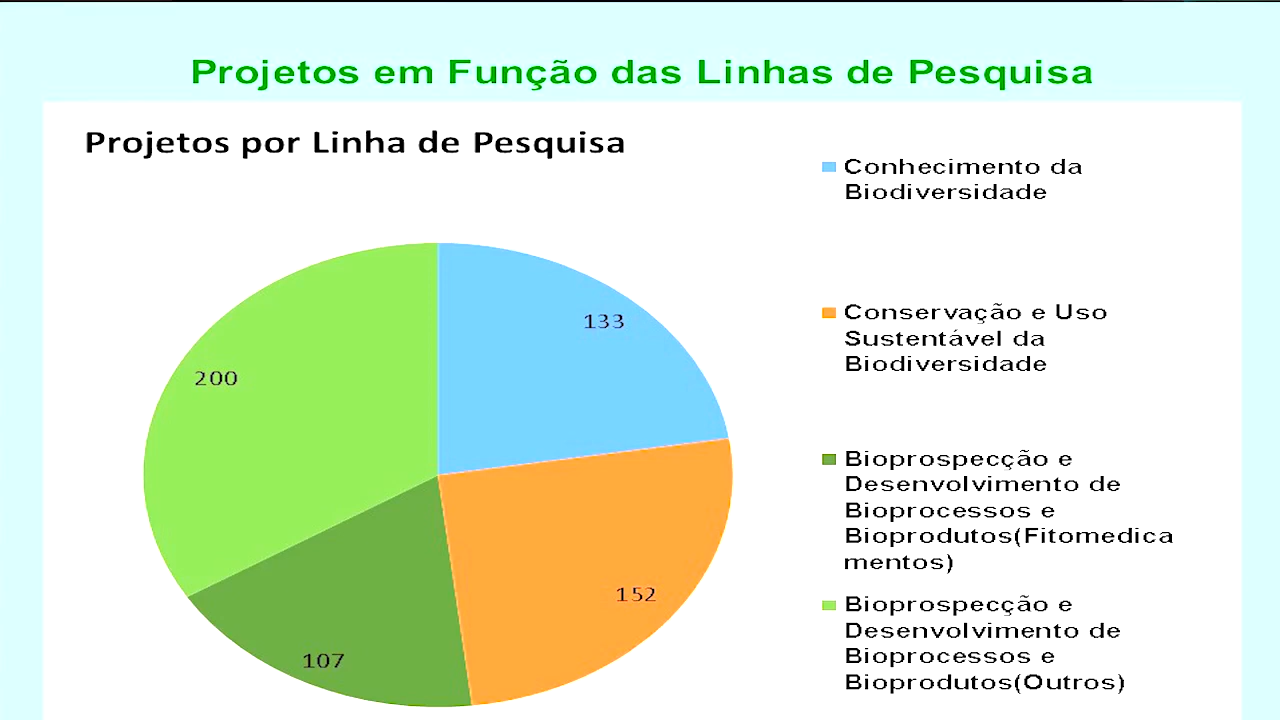 Projetos em Função das Linhas de Pesquisa
Projetos por Linha de Pesquisa
Conhecimento da
Biodiversidade
133
Conservação e Uso
Sustentável da
Biodiversidade
200
Bioprospecção e
Desenvolvimento de
Bioprocessos e
Bioprodutos(Fitomedica
mentos)
152
Bioprospecção e
Desenvolvimento de
Bioprocessos e
Bioprodutos(Outros)
107